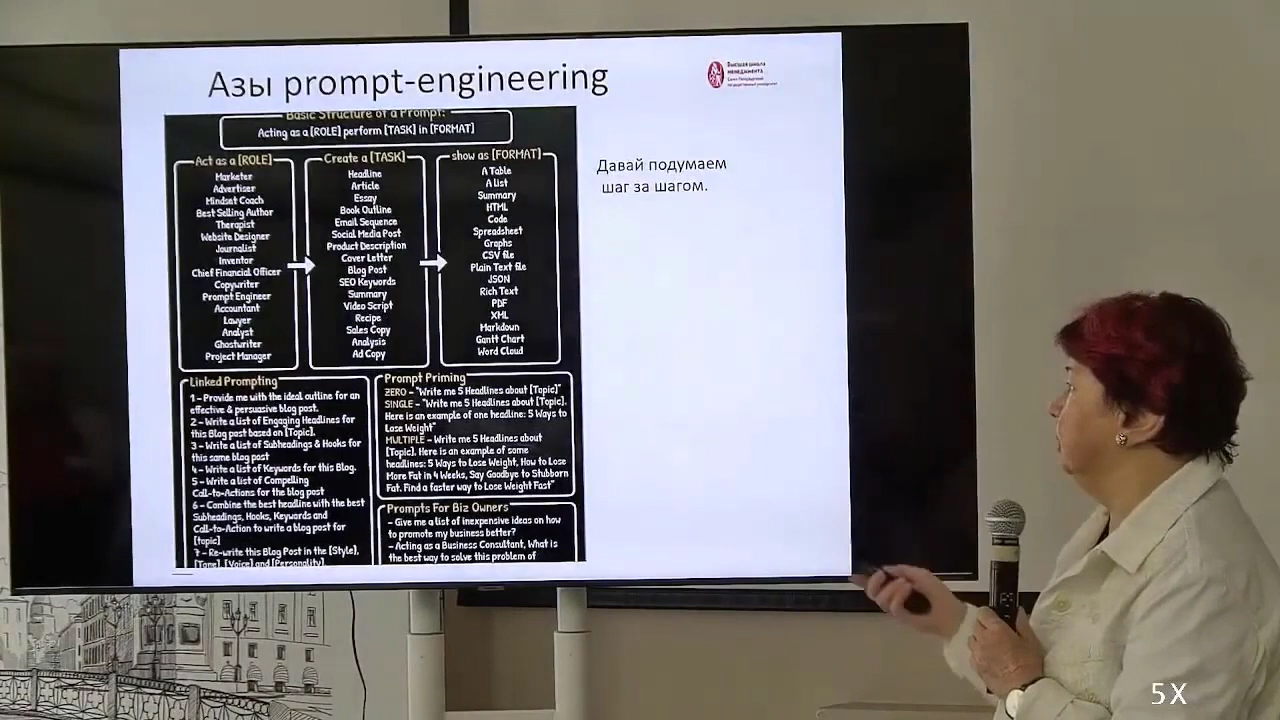 Азы prompt-engineering
Высшая школа
менеджмента
Basic Structure of a Prompt:
Acting as a [ROLE] perform [TASK] in [FORMAT]
Act as a [ROLE]
Marketer
Advertiser
Mindset Coach
Best Selling Author
Therapist
Website Designer
Journalist
Inventor
Chief Financial Officer
Copywriter
Prompt Engineer
Accountant
Lawyer
Analyst
Ghostwriter
Project Manager
Create a [TASK]
Headline
Article
Essay
Book Outline
Email Sequence
Social Media Post
Product Description
Cover Letter
Blog Post
SEO Keywords
Summary
Video Script
Recipe
Sales Copy
Analysis
Ad Copy
show as [FORMAT]
A Table
A list
Summary
HTML
Code
Spreadsheet
Graphs
CSV file
Plain Text file
JSON
Rich Text
PDF
XML
Markdown
Gantt Chart
Word Cloud
Давай подумаем
шаг за шагом.
Linked Prompting
1 - Provide me with the ideal outline for an
effective & persuasive blog post.
2 - Write a list of Engaging Headlines for
this Blog post based on [Topic].
3 - Write a list of Subheadings & Hooks for
this same blog post
4 - Write a list of Keywords for this Blog.
5 - Write a list of Compelling
Call-to-Actions for the blog post
6 - Combine the best headline with the best
Subheadings, Hooks, Keywords and
Call-to-Action to write a blog post for
[topic]
7 - Re-write this Blog Post in the [Style],
[Tone], [Voice] and [Personality].
Prompt Priming
ZERO - "Write me 5 Headlines about [Topic]"
SINGLE - "Write me 5 Headlines about [Topic].
Here is an example of one headline: 5 Ways to
Lose Weight"
MULTIPLE - Write me 5 Headlines about
[Topic]. Here is an example of some
headlines: 5 Ways to Lose Weight, How to Lose
More Fat in 4 Weeks, Say Goodbye to Stubborn
Fat. Find a faster way to Lose Weight Fast"
Prompts For Biz Owners
- Give me a list of inexpensive ideas on how
to promote my business better?
- Acting as a Business Consultant, What is
the best way to solve this problem of
5X